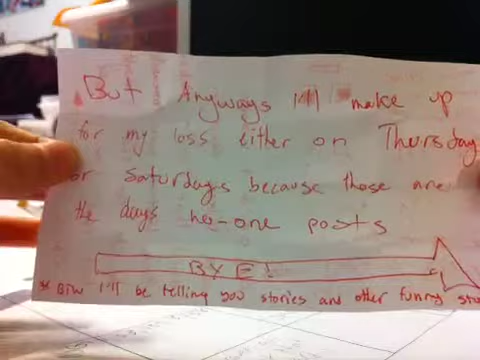 But Anyways I'll make up
for my loss either on Thursday
or Saturdays because those are
the days no-one posts
BYE!
* BTW I'll be telling you stories and other funny